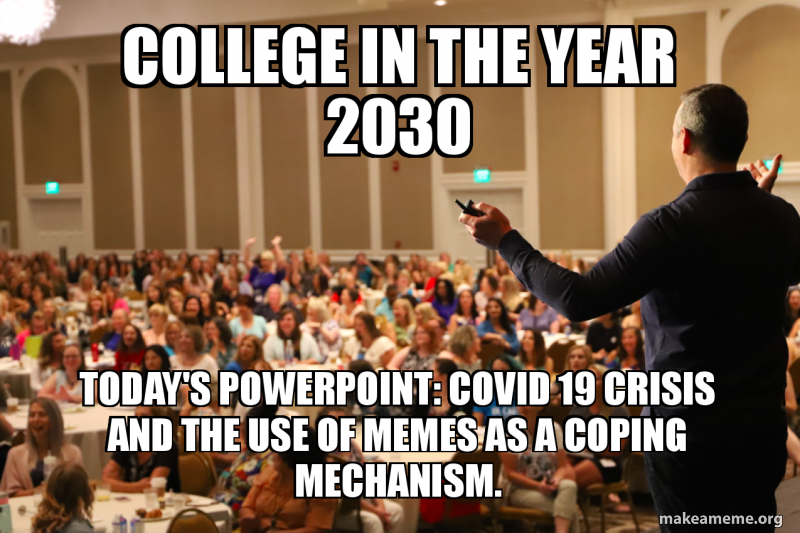 COLLEGE IN THE YEAR
2030
TODAY'S POWERPOINT: COVID 19 CRISIS
AND THE USE OF MEMES AS A COPING
MECHANISM.
makeameme.org